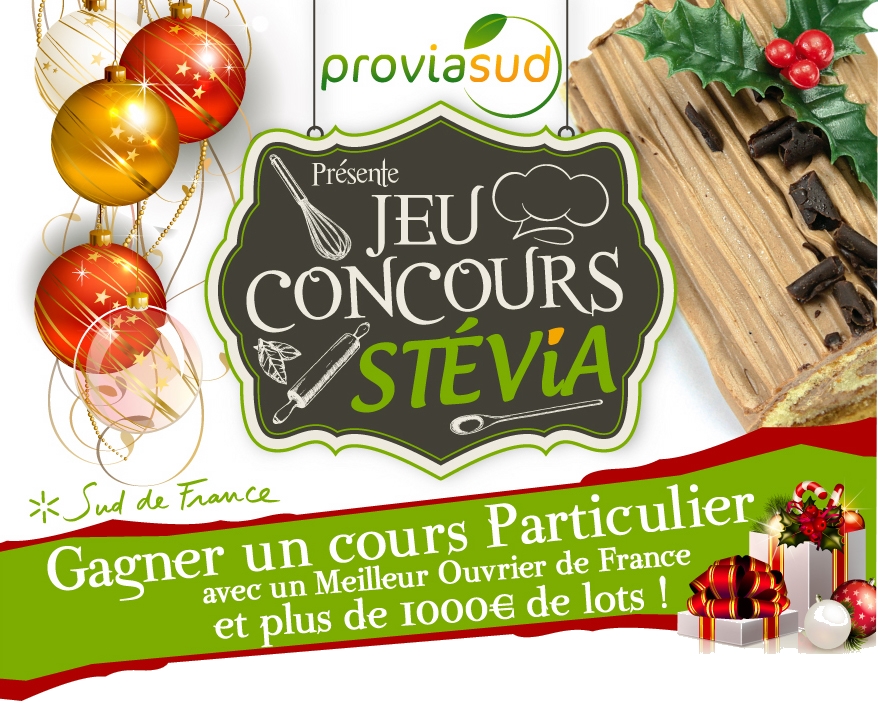 proviasud
Présente
JEU
CONCOURS
STÉViA
Sud de France
Gagner un cours Particulier
avec un Meilleur Ouvrier de France
et plus de 1000€ de lots !